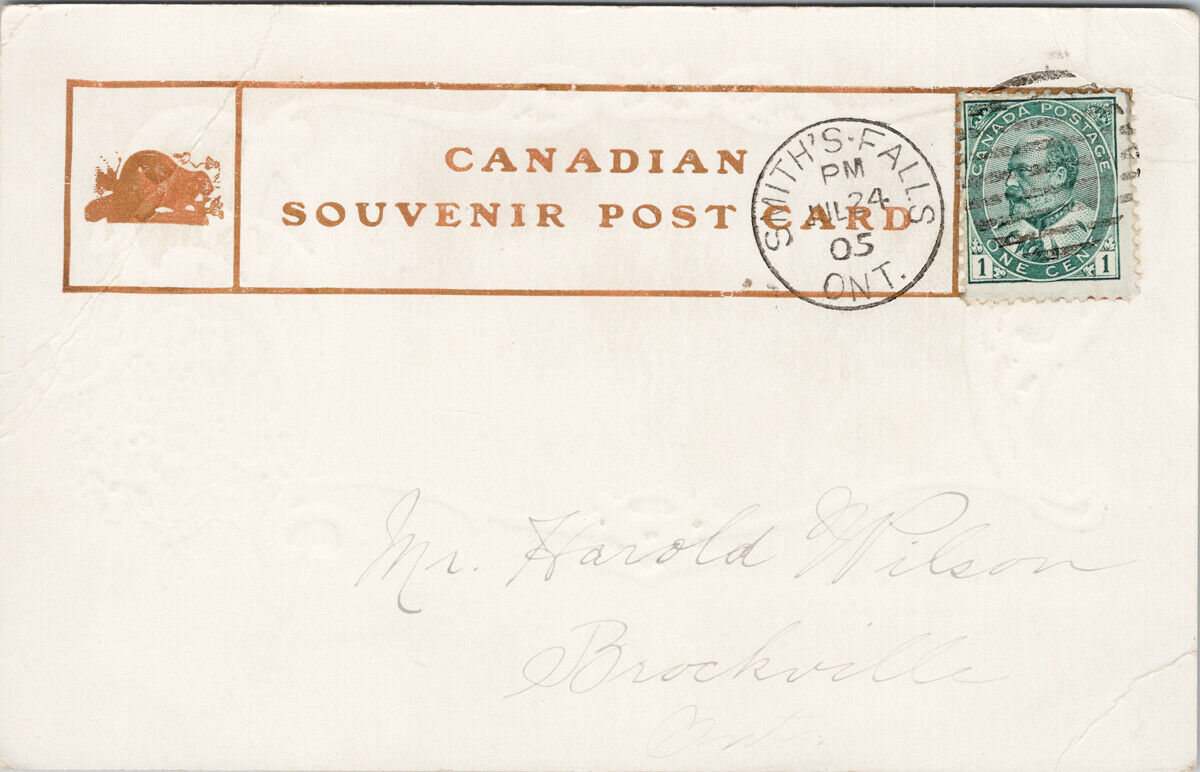 CANADIAN
SOUVENIR POST CARD
SMITH'S-FALLS
PM
JUL 24
05
ONT.
CANADA POSTAGE
ONE CENT
1 1
Mr. Harold Wilson
Brockville
Ont.